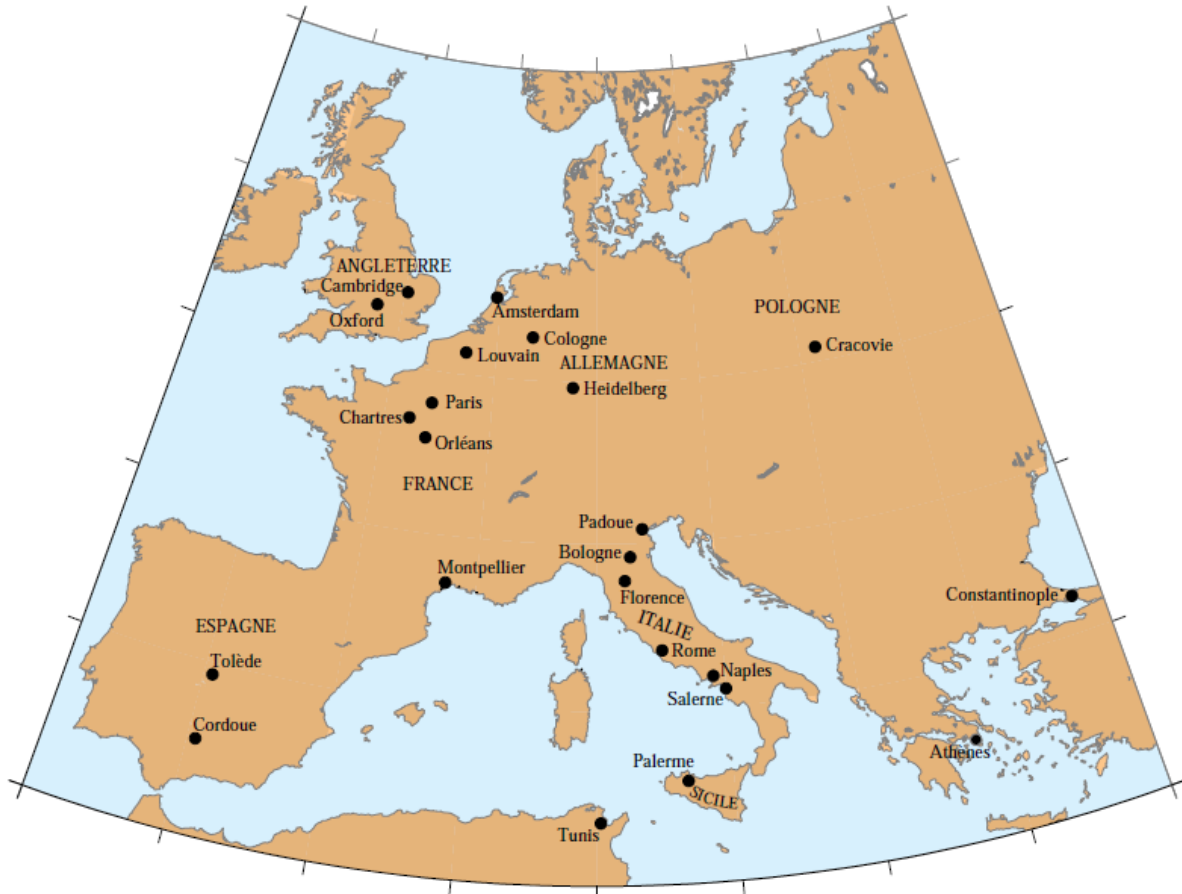 ANGLETERRE
Cambridge
Oxford
Amsterdam
POLOGNE
Cologne
Cracovie
Louvain
ALLEMAGNE
Heidelberg
Paris
Chartres
Orléans
FRANCE
Padoue
Bologne
Montpellier
Florence
Constantinople
ESPAGNE
ITALIE
Rome
Tolède
Naples
Salerne
Cordoue
Athènes
Palerme
SICILE
Tunis